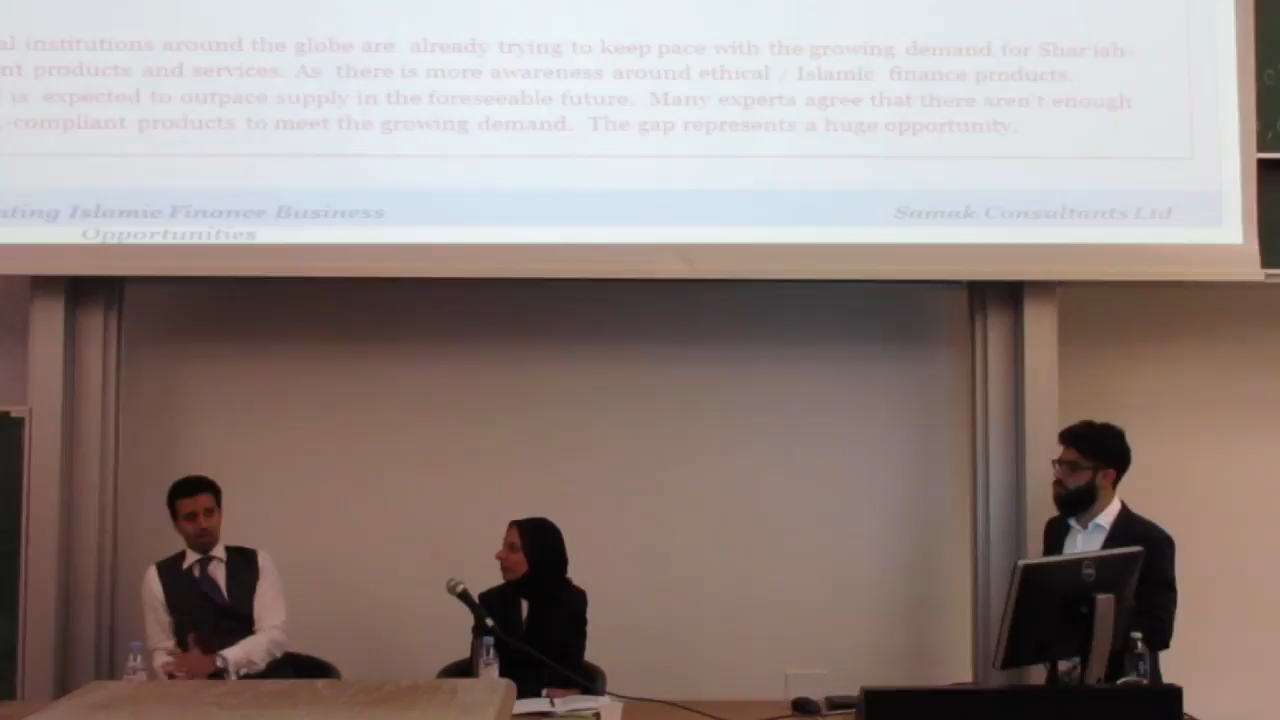 al institutions around the globe are already trying to keep pace with the growing demand for Shar'iah-
nt products and services. As there is more awareness around ethical / Islamic finance products.
is expected to outpace supply in the foreseeable future. Many experts agree that there aren't enough
-compliant products to meet the growing demand. The gap represents a huge opportunity.
ating Islamic Finance Business
Opportunities
Samak Consultants Ltd